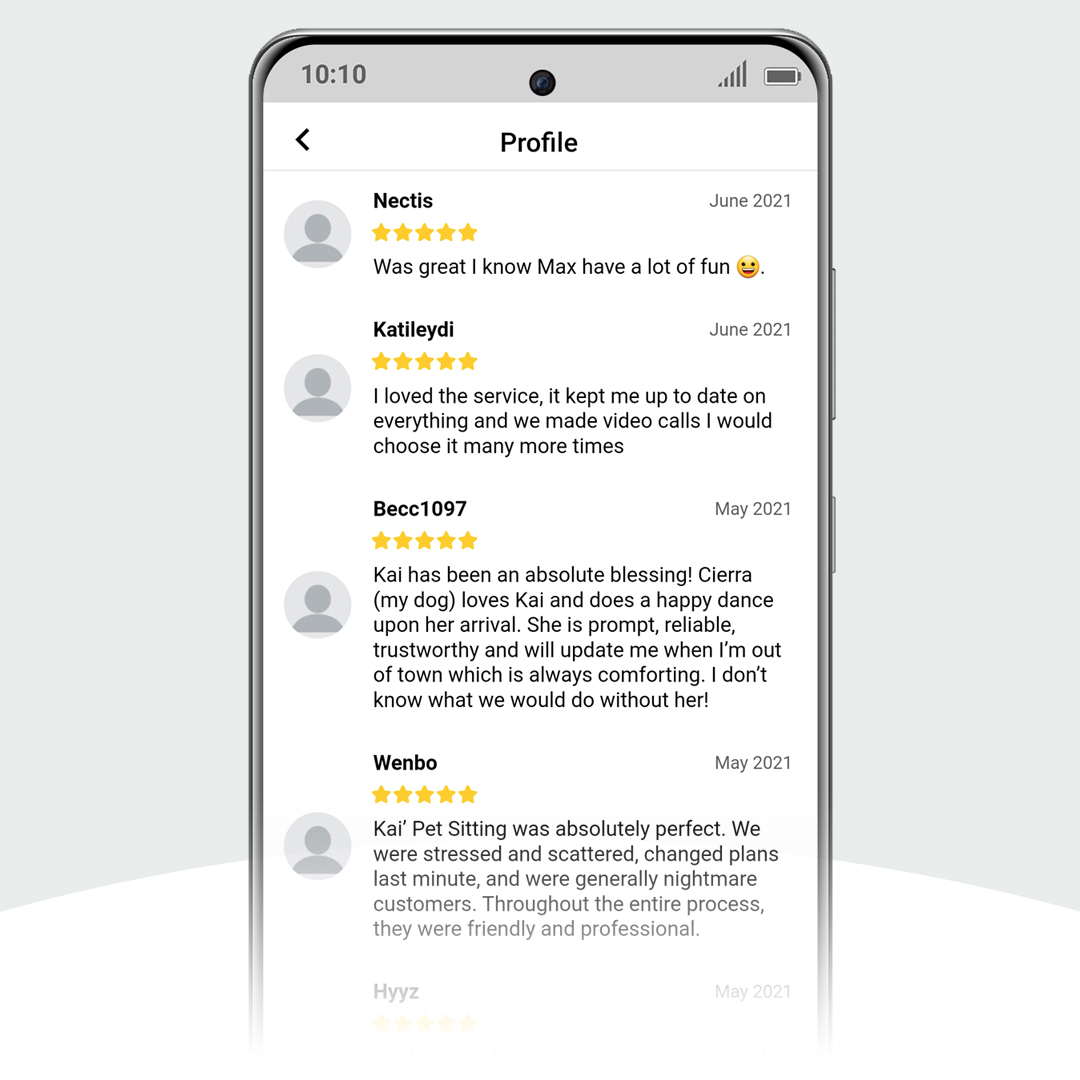 10:10
Profile
Nectis
June 2021
Was great I know Max have a lot of fun 😀.
Katileydi
June 2021
I loved the service, it kept me up to date on
everything and we made video calls I would
choose it many more times
Becc1097
May 2021
Kai has been an absolute blessing! Cierra
(my dog) loves Kai and does a happy dance
upon her arrival. She is prompt, reliable,
trustworthy and will update me when I’m out
of town which is always comforting. I don’t
know what we would do without her!
Wenbo
May 2021
Kai’ Pet Sitting was absolutely perfect. We
were stressed and scattered, changed plans
last minute, and were generally nightmare
customers. Throughout the entire process,
they were friendly and professional.
Hyyz
May 2021